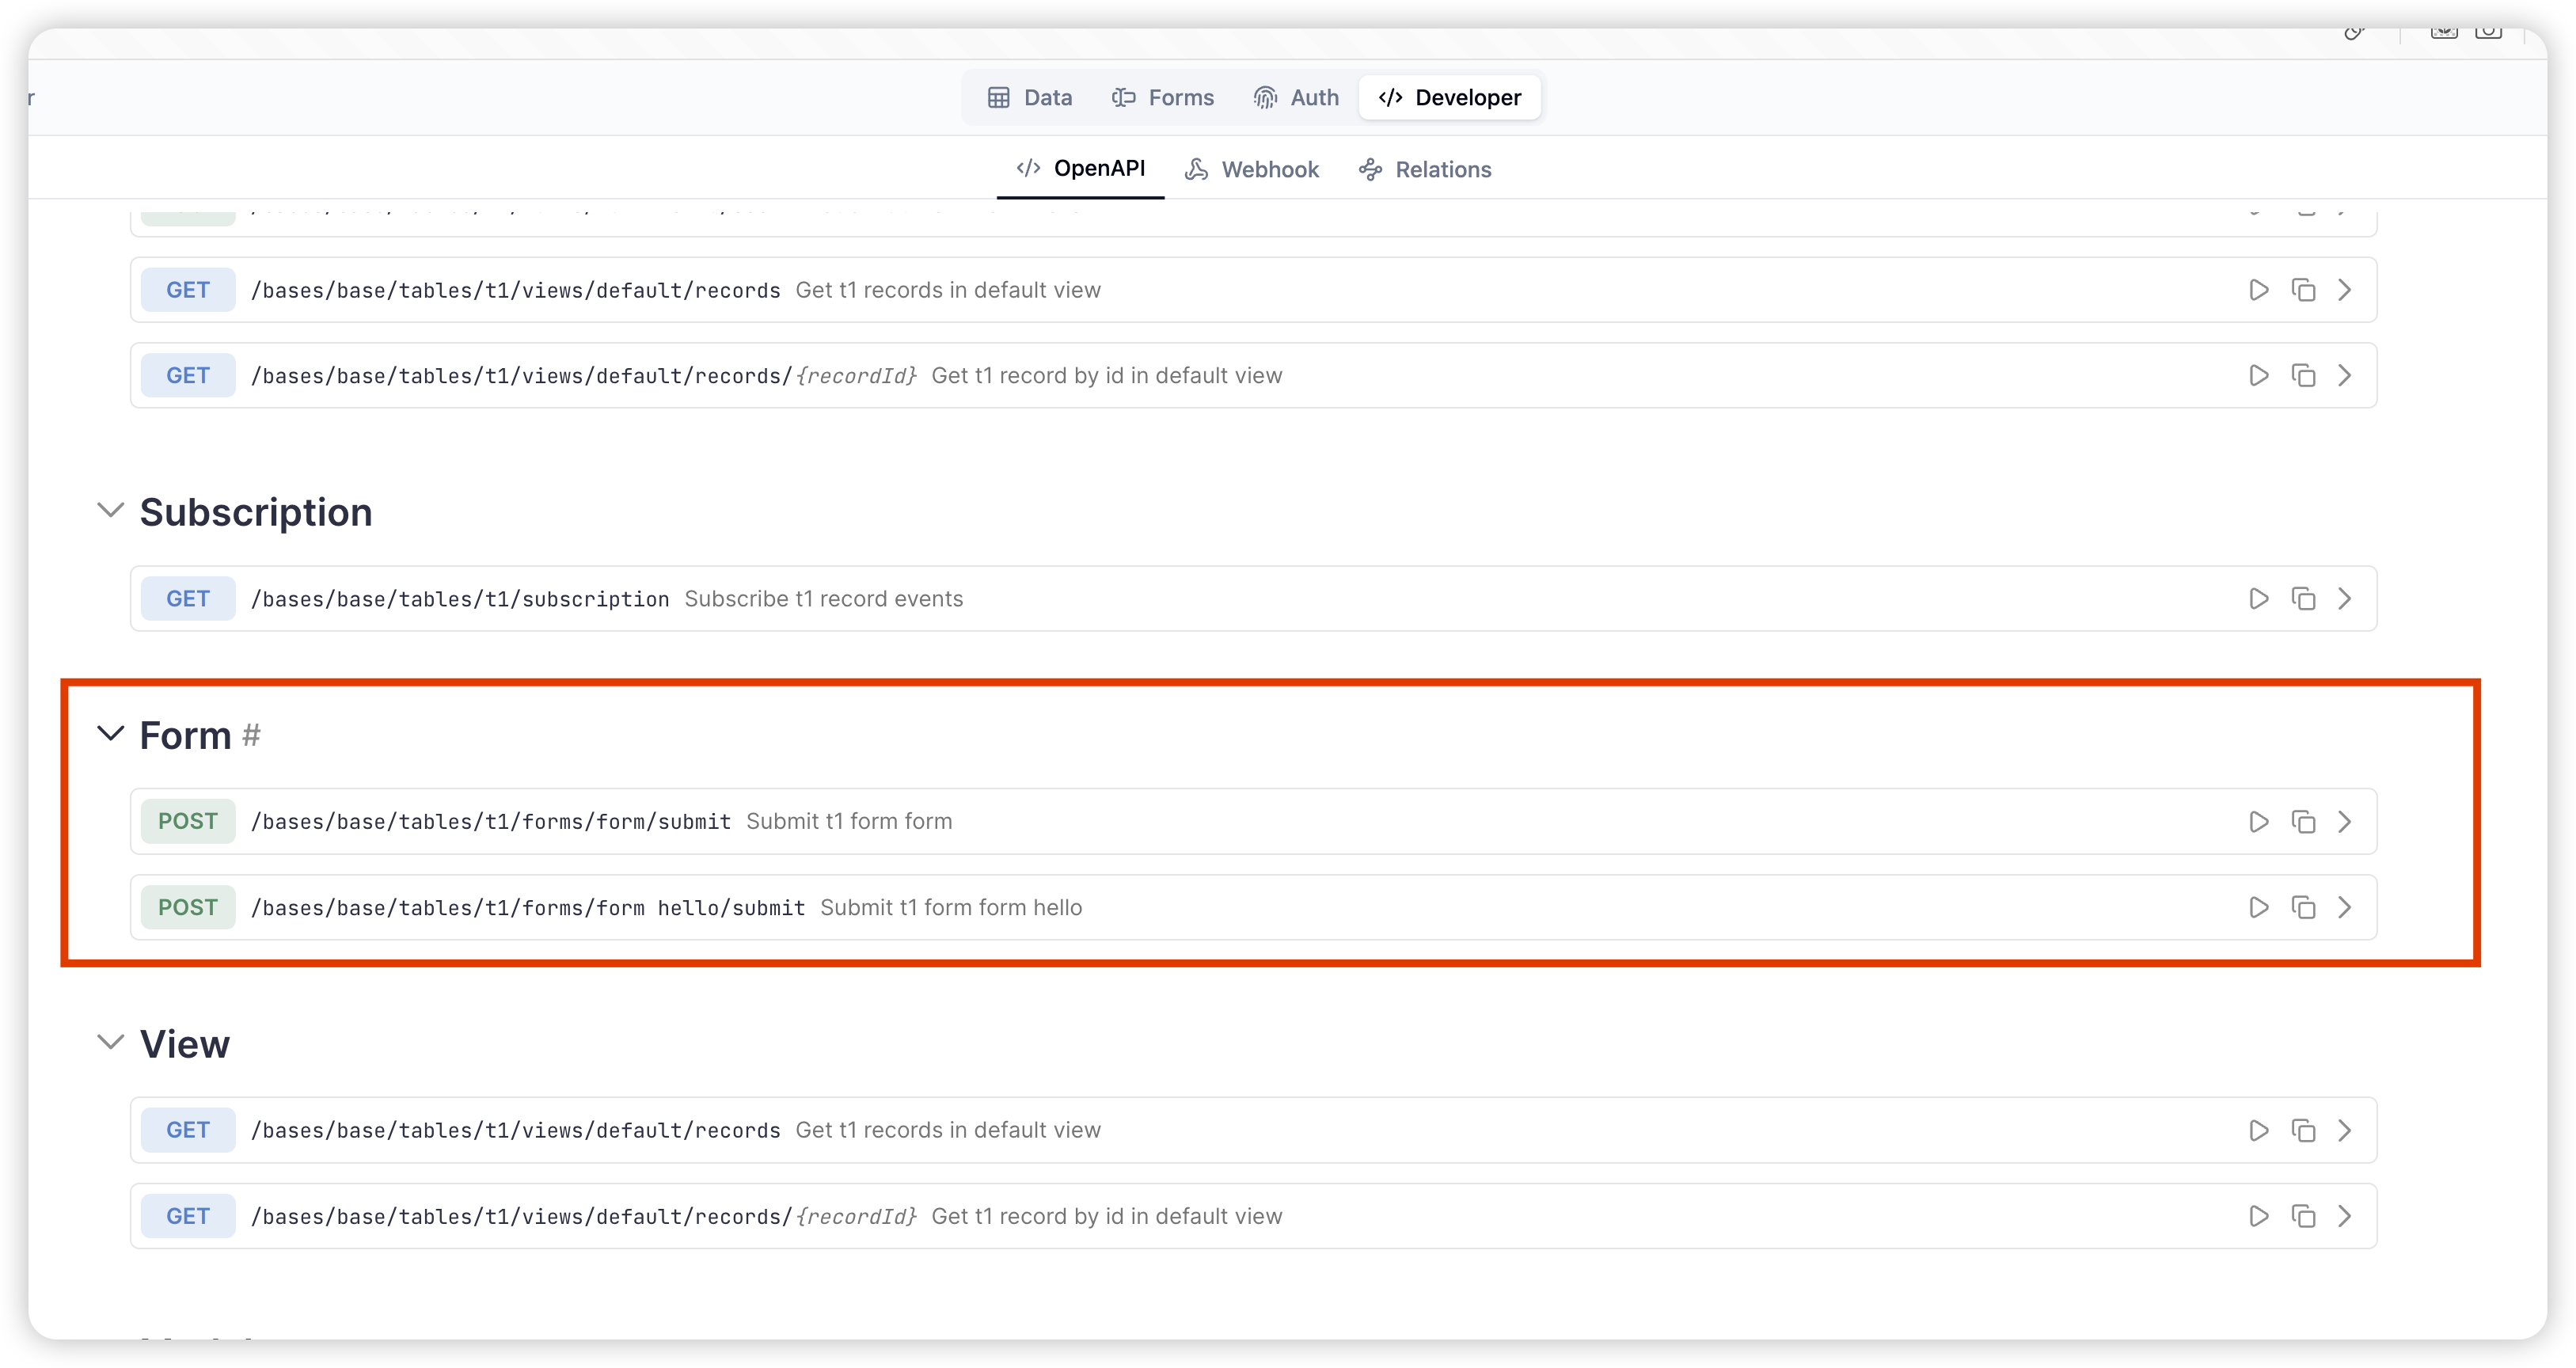 r
Data Forms Auth </> Developer
</> OpenAPI Webhook Relations
GET /bases/base/tables/t1/views/default/records Get t1 records in default view
GET /bases/base/tables/t1/views/default/records/{recordId} Get t1 record by id in default view
Subscription
GET /bases/base/tables/t1/subscription Subscribe t1 record events
Form #
POST /bases/base/tables/t1/forms/form/submit Submit t1 form form
POST /bases/base/tables/t1/forms/form hello/submit Submit t1 form form hello
View
GET /bases/base/tables/t1/views/default/records Get t1 records in default view
GET /bases/base/tables/t1/views/default/records/{recordId} Get t1 record by id in default view